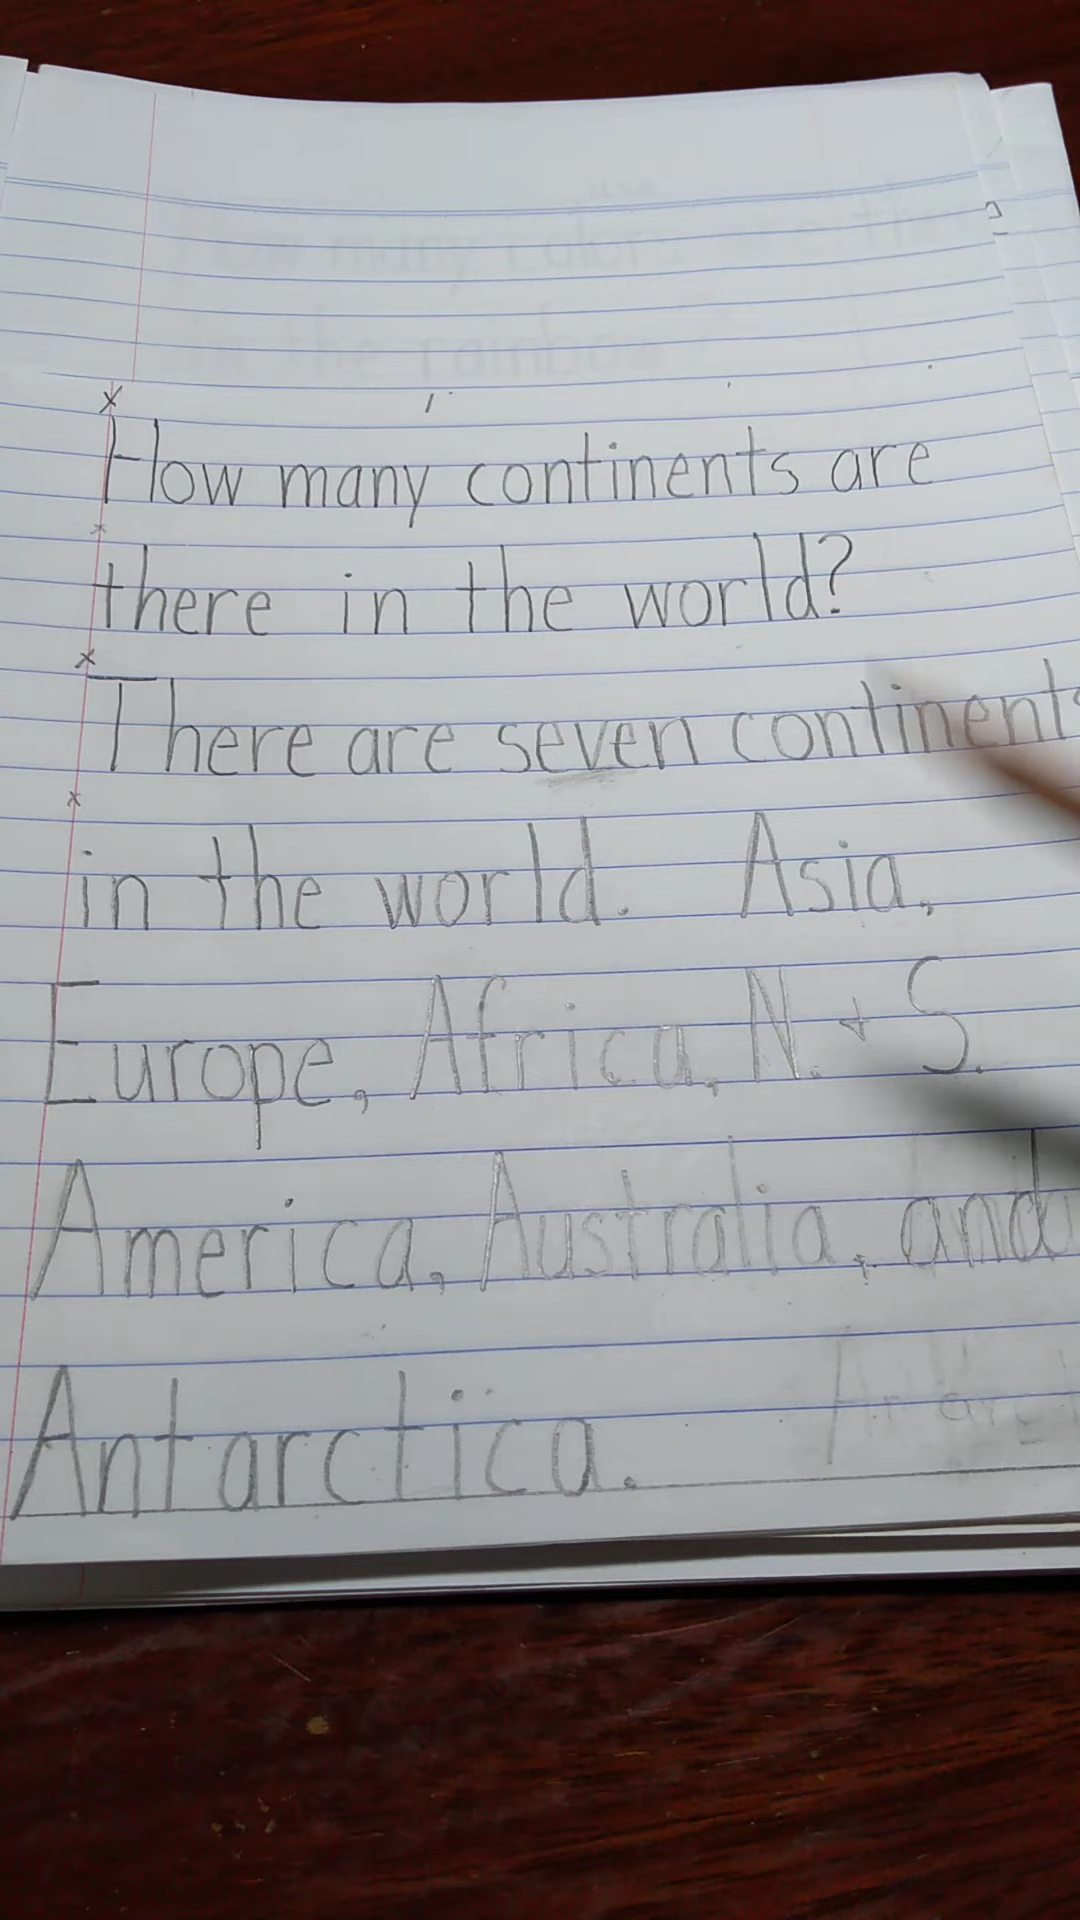 How many continents are
there in the world?
There are seven continents
in the world. Asia,
Europe, Africa, N. + S.
America, Australia, and
Antarctica.